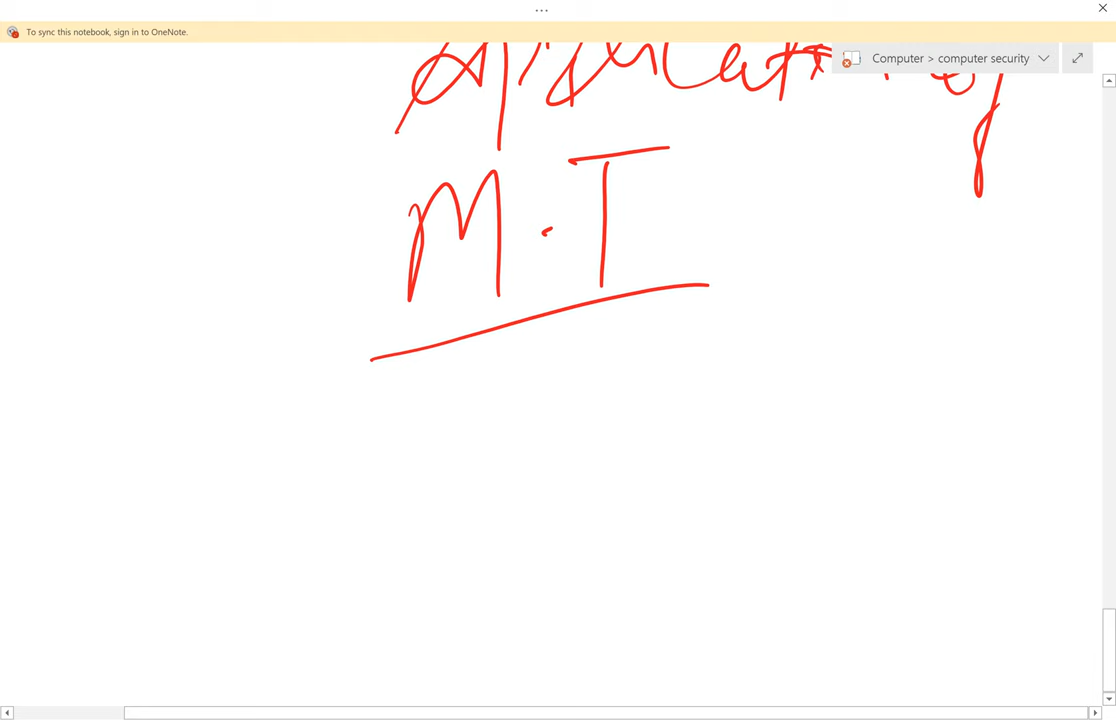 To sync this notebook, sign in to OneNote.
Computer > computer security
M.T